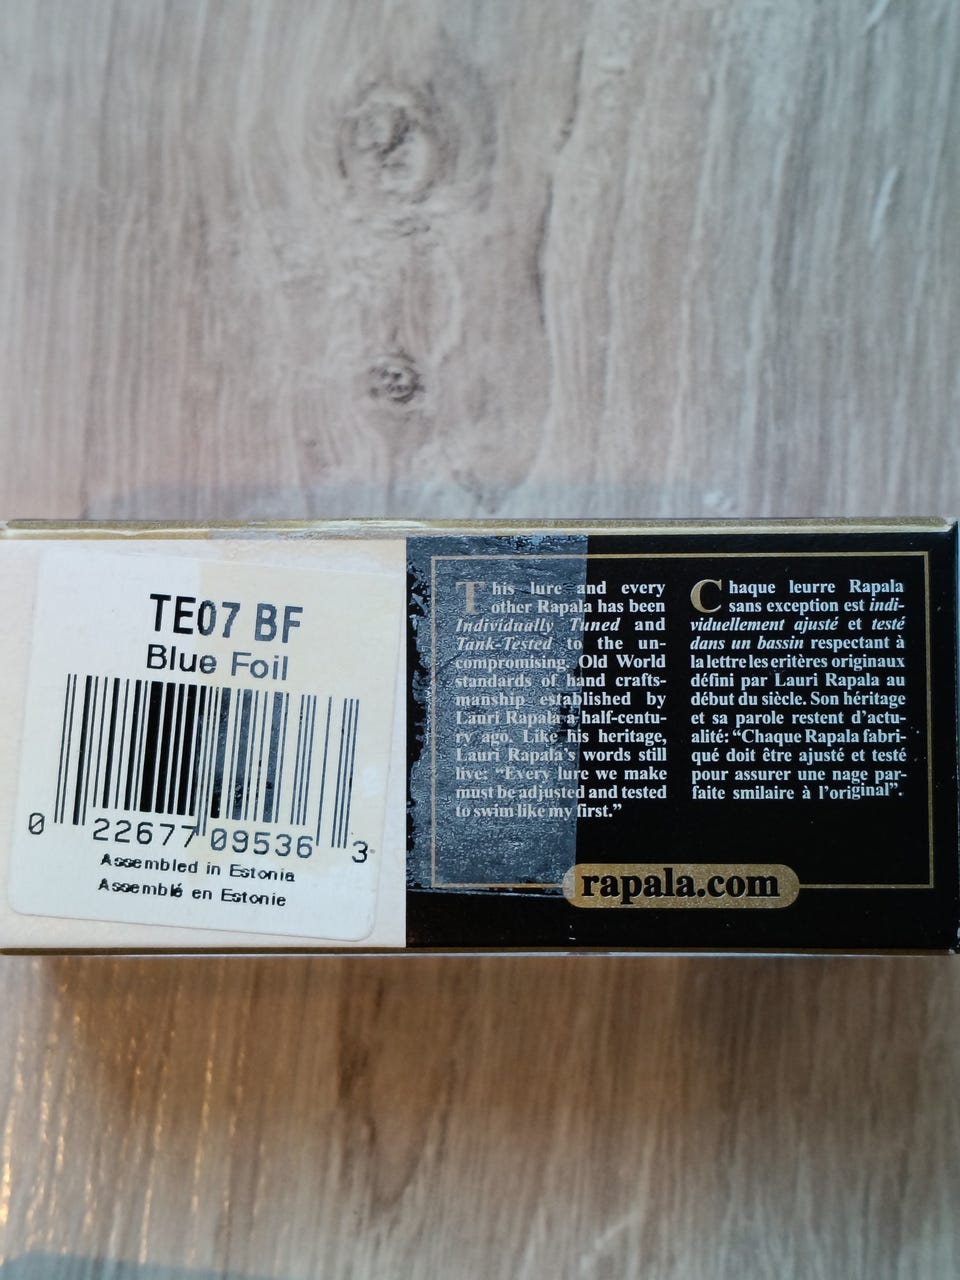 TE07 BF
Blue Foil
0 22677 09536 3
Assembled in Estonia
Assemblé en Estonie
This lure and every
other Rapala has been
Individually Tuned and
Tank-Tested to the un-
compromising, Old World
standards of hand crafts-
manship established by
Lauri Rapala a half-centu-
ry ago. Like his heritage,
Lauri Rapala's words still
live: “Every lure we make
must be adjusted and tested
to swim like my first.”
Chaque leurre Rapala
sans exception est indi-
viduellement ajusté et testé
dans un bassin respectant à
la lettre les eritères originaux
défini par Lauri Rapala au
début du siècle. Son héritage
et sa parole restent d'actu-
alité: “Chaque Rapala fabri-
qué doit être ajusté et testé
pour assurer une nage par-
faite smilaire à l'original”.
rapala.com